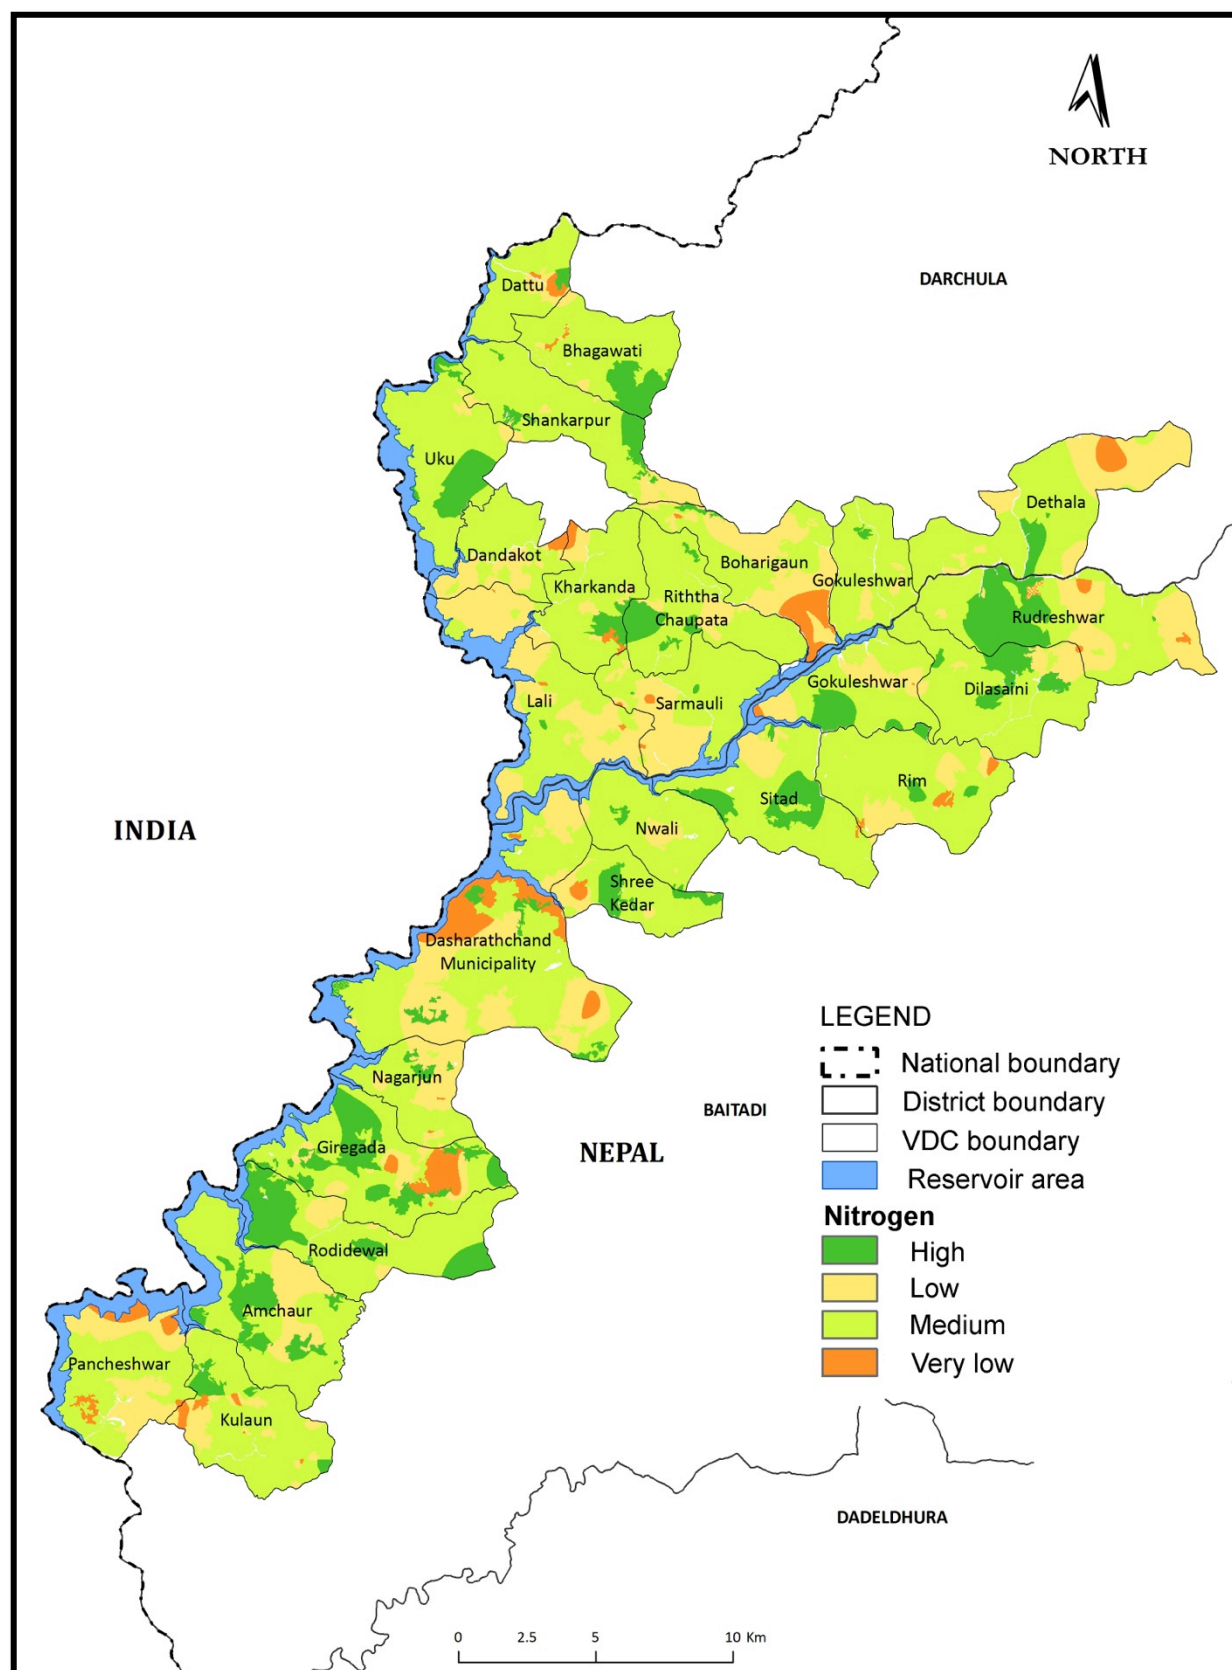 NORTH
DARCHULA
Dattu
Bhagawati
Shankarpur
Uku
Dethala
Dandakot
Boharigaun
Gokuleshwar
Kharkanda
Riththa
Chaupata
Rudreshwar
Gokuleshwar
Dilasaini
Lali
Sarmauli
Rim
Sitad
INDIA
Nwali
Shree
Kedar
Dasharathchand
Municipality
LEGEND
National boundary
Nagarjun
District boundary
BAITADI
VDC boundary
Giregada
NEPAL
Reservoir area
Nitrogen
Rodidewal
High
Low
Amchaur
Medium
Pancheshwar
Very low
Kulaun
DADELDHURA
0 2.5 5 10 Km